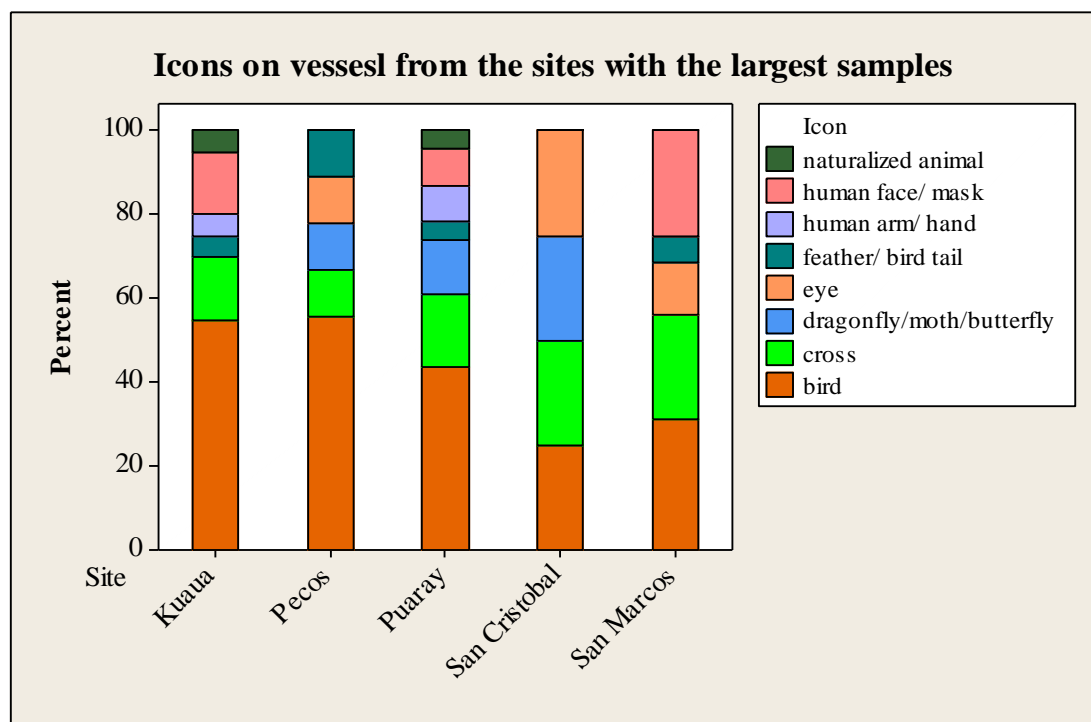 Icons on vessesl from the sites with the largest samples
Percent
100
80
60
40
20
0
Site
Kuaua
Pecos
Puaray
San Cristobal
San Marcos
Icon
naturalized animal
human face/ mask
human arm/ hand
feather/ bird tail
eye
dragonfly/moth/butterfly
cross
bird